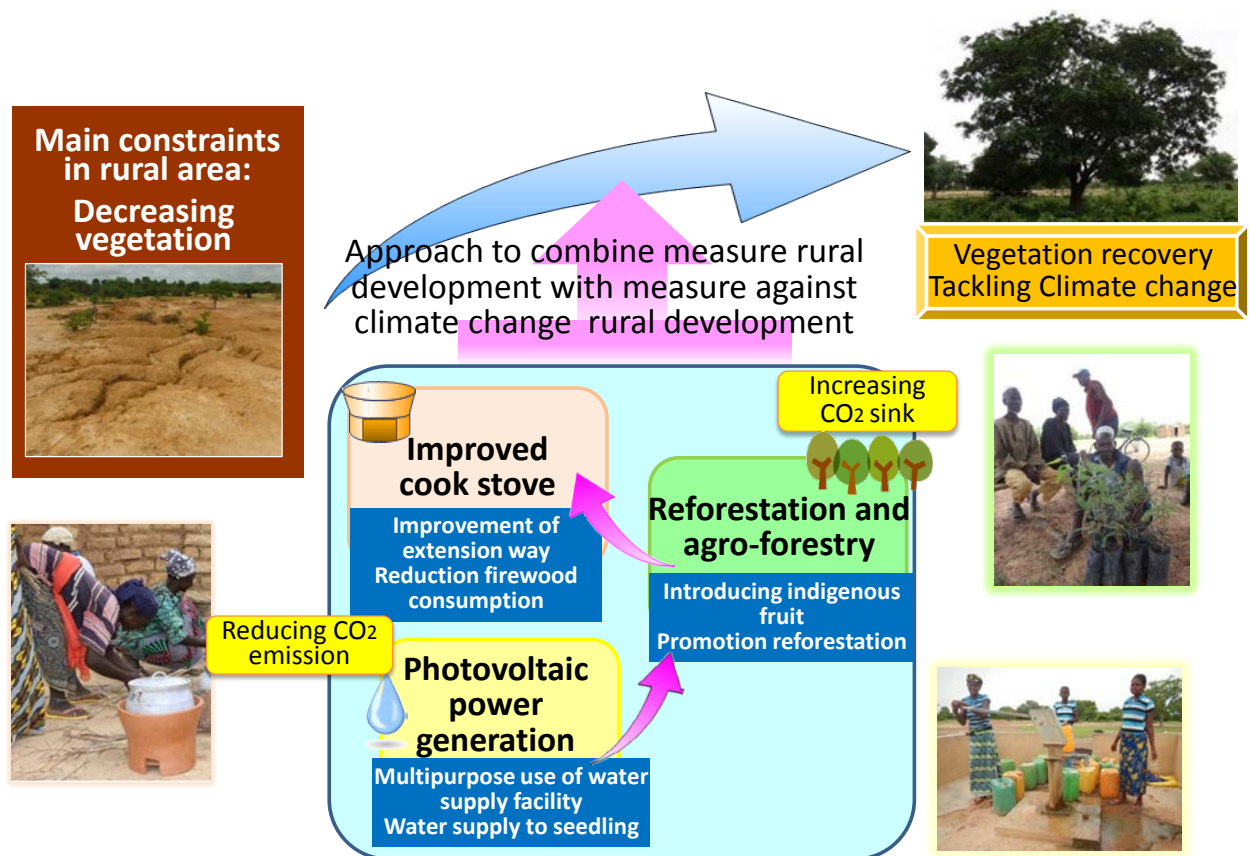 Main constraints
in rural area:
Decreasing
vegetation
Approach to combine measure rural
development with measure against
climate change rural development
Vegetation recovery
Tackling Climate change
Increasing
CO2 sink
Improved
cook stove
Improvement of
extension way
Reduction firewood
consumption
Reforestation and
agro-forestry
Introducing indigenous
fruit
Promotion reforestation
Reducing CO2
emission
Photovoltaic
power
generation
Multipurpose use of water
supply facility
Water supply to seedling